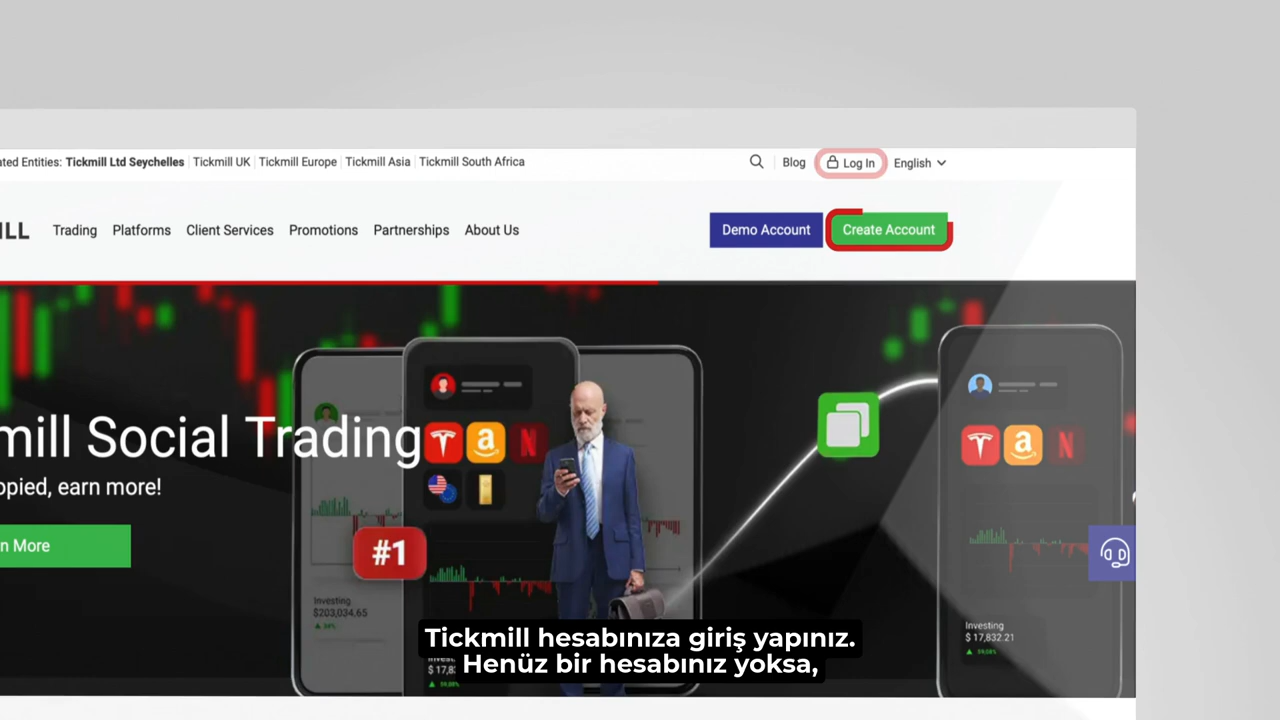 ated Entities: Tickmill Ltd Seychelles | Tickmill UK | Tickmill Europe | Tickmill Asia | Tickmill South Africa
Blog
Log In
English
ILL
Trading
Platforms
Client Services
Promotions
Partnerships
About Us
Demo Account
Create Account
mill Social Trading
opied, earn more!
n More
#1
Investing
$203,034.65
Investing
$ 17,832.21
Tickmill hesabınıza giriş yapınız.
Henüz bir hesabınız yoksa,